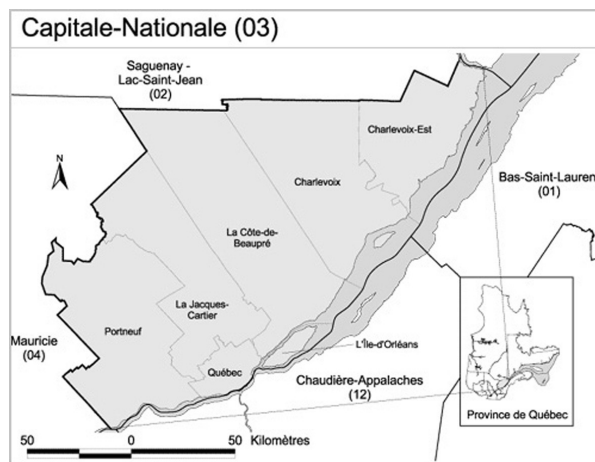 Capitale-Nationale (03)
Saguenay -
Lac-Saint-Jean
(02)
Charlevoix-Est
N
Charlevoix
Bas-Saint-Lauren
(01)
La Côte-de-
Beaupré
La Jacques-
Cartier
Portneuf
Mauricie
(04)
Québec
L'Île-d'Orléans
Chaudière-Appalaches
(12)
Province de Québec
50 0 50 Kilomètres